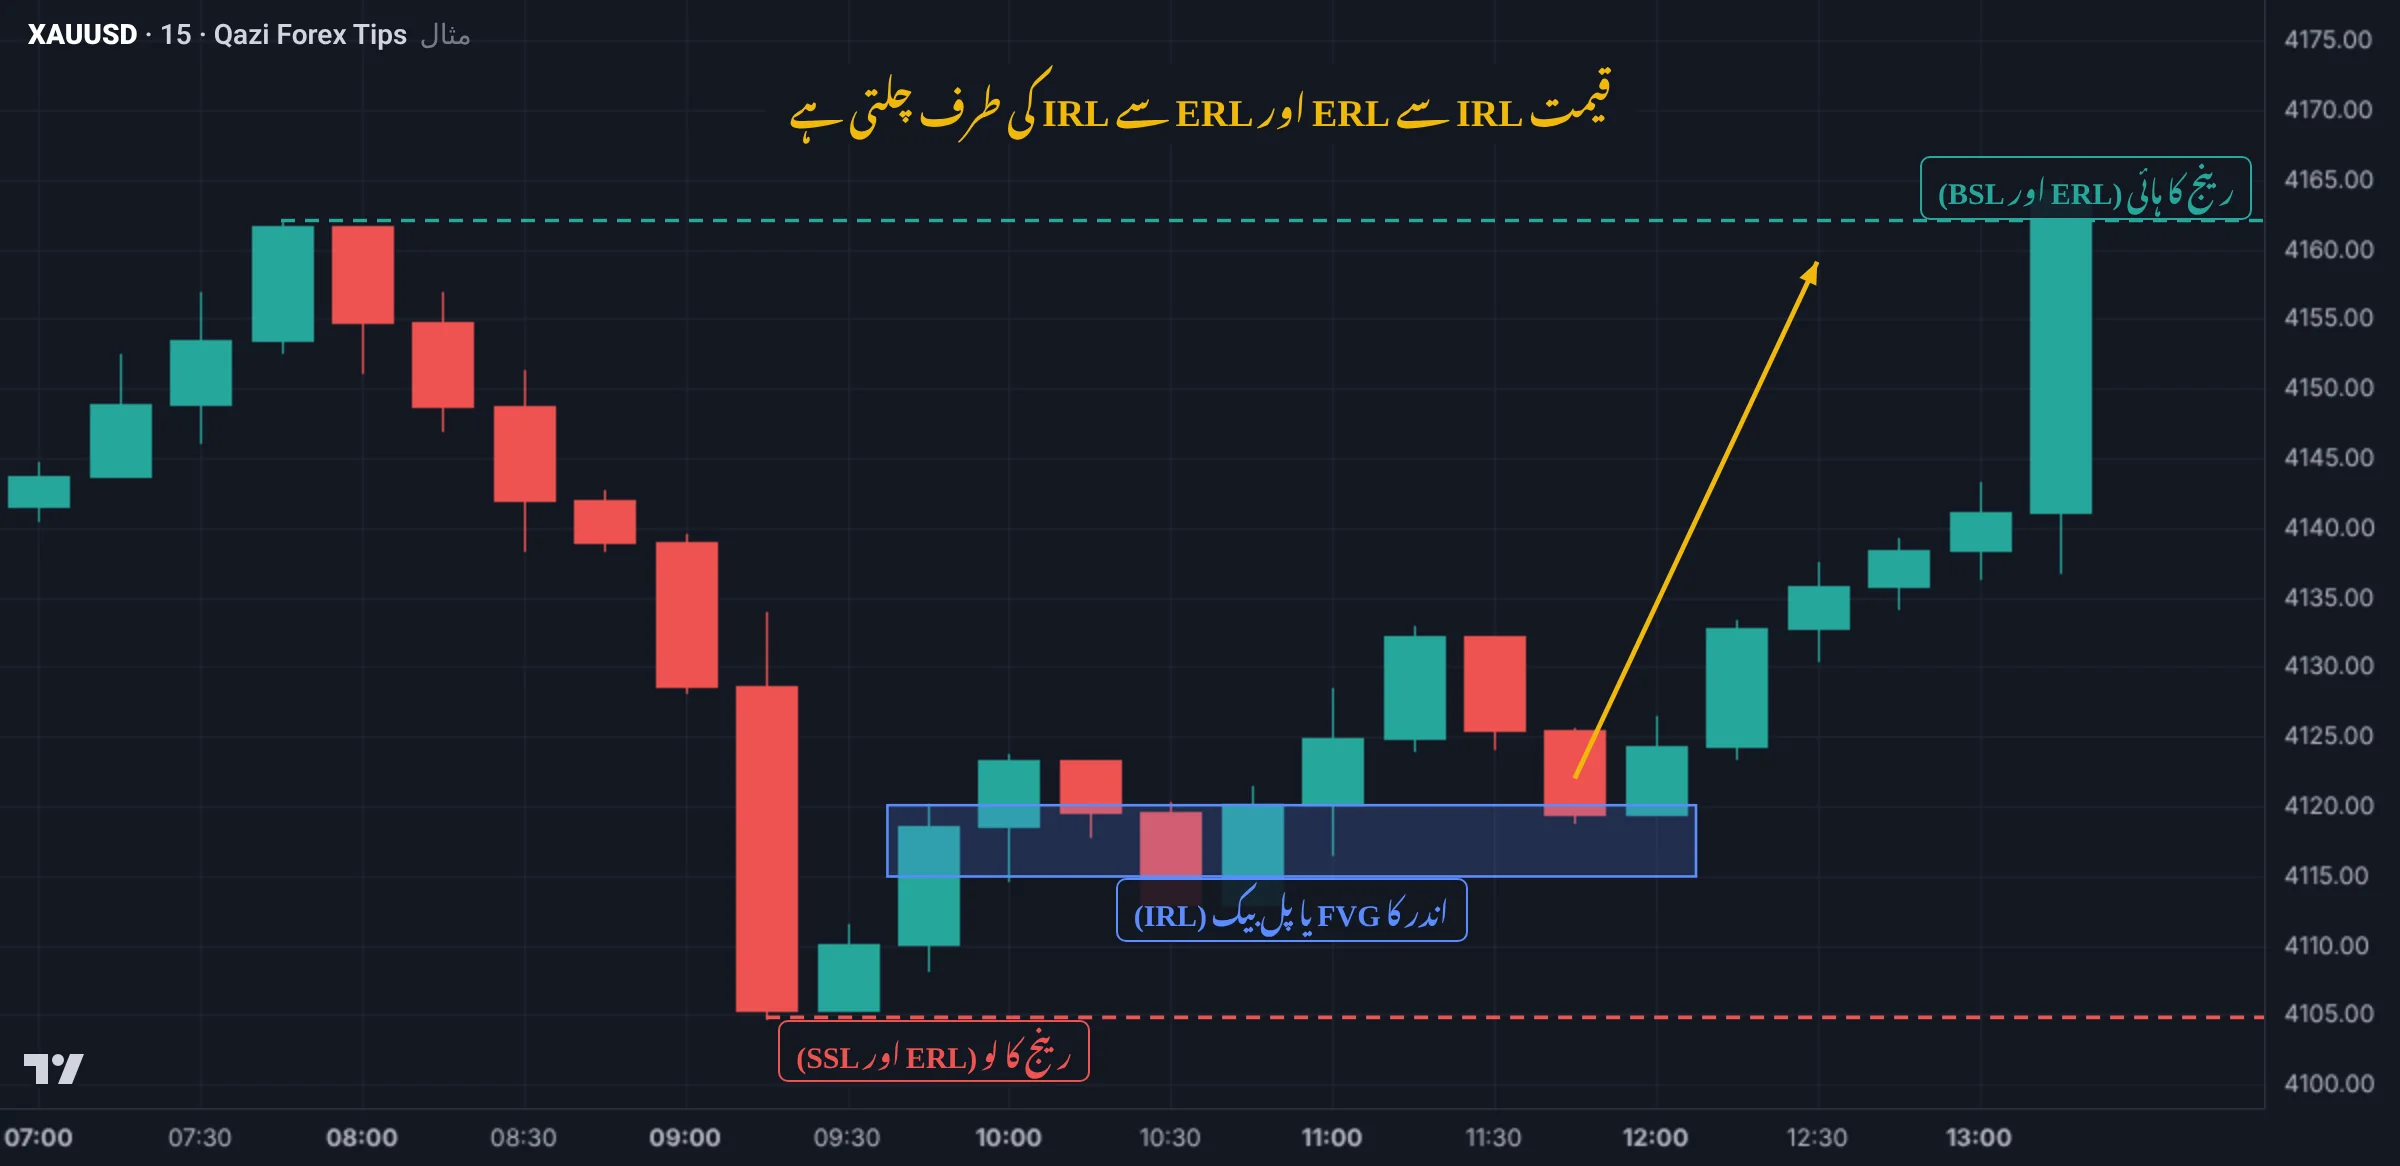 XAUUSD · 15 · Qazi Forex Tips مثال
قیمت IRL سے ERL اور ERL سے IRL کی طرف چلتی ہے
رینج کا ہائی (ERL اور BSL)
اندر کا FVG یا پل بیک (IRL)
رینج کا لو (ERL اور SSL)
4175.00
4170.00
4165.00
4160.00
4155.00
4150.00
4145.00
4140.00
4135.00
4130.00
4125.00
4120.00
4115.00
4110.00
4105.00
4100.00
07:00 07:30 08:00 08:30 09:00 09:30 10:00 10:30 11:00 11:30 12:00 12:30 13:00